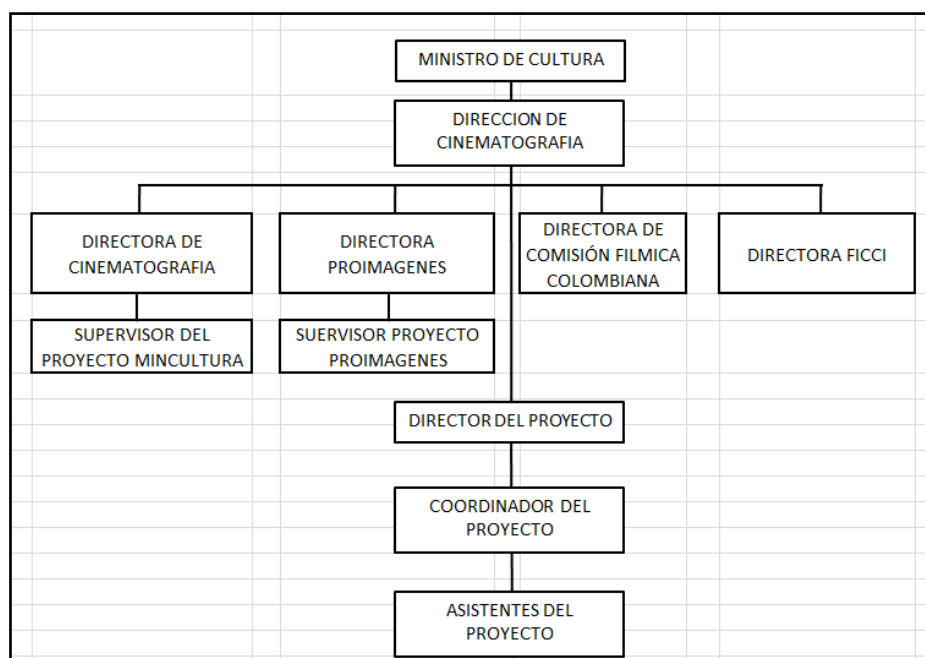 MINISTRO DE CULTURA
DIRECCION DE
CINEMATOGRAFIA
DIRECTORA DE
CINEMATOGRAFIA
DIRECTORA
PROIMAGENES
DIRECTORA DE
COMISIÓN FILMICA
COLOMBIANA
DIRECTORA FICCI
SUPERVISOR DEL
PROYECTO MINCULTURA
SUERVISOR PROYECTO
PROIMAGENES
DIRECTOR DEL PROYECTO
COORDINADOR DEL
PROYECTO
ASISTENTES DEL
PROYECTO